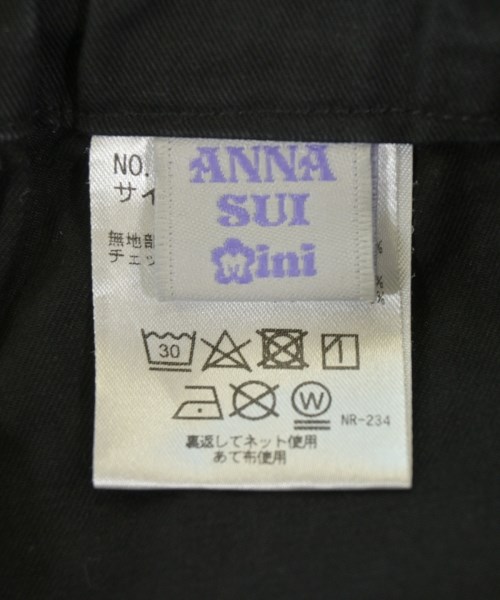 NO.
サイ
ANNA
SUI
mini
無地部
チェッ
%
%
%
30
W
NR-234
裏返してネット使用
あて布使用